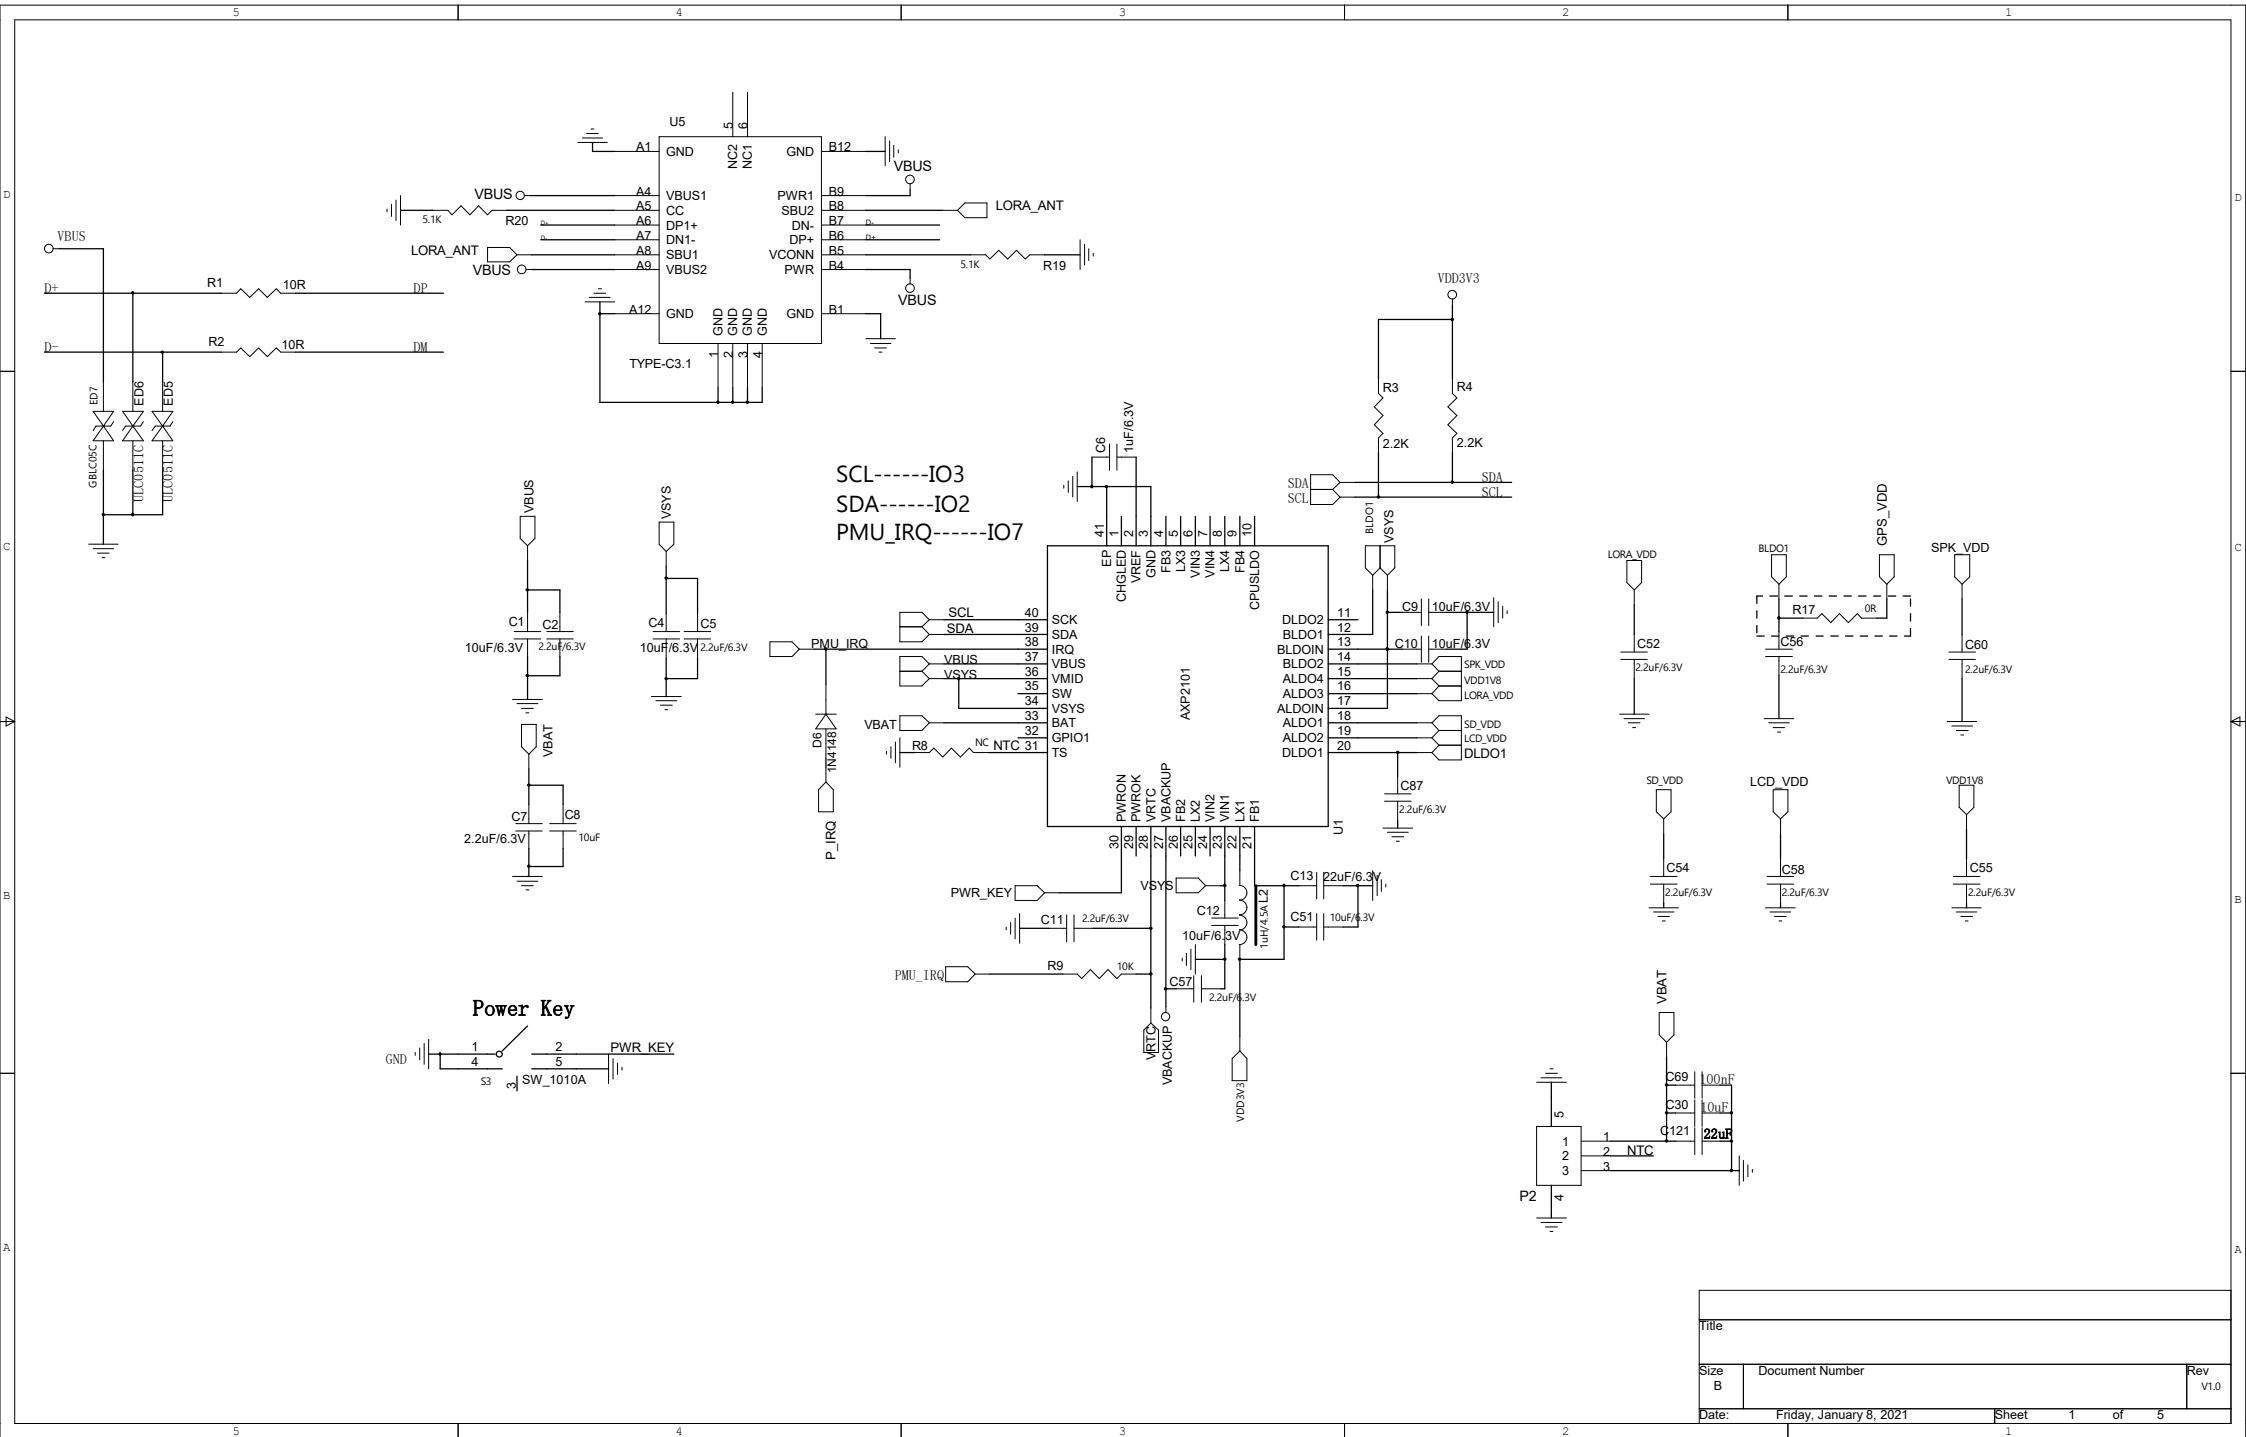 5 4 3 2 1
D
C
B
A
U5
NC2 5
NC1 6
A1 GND
A4 VBUS1
A5 CC
A6 DP1+
A7 DN1-
A8 SBU1
A9 VBUS2
A12 GND
GND B12
PWR1 B9
SBU2 B8
DN- B7
DP+ B6
VCONN B5
PWR B4
GND B1
GND GND GND GND
1 2 3 4
TYPE-C3.1
VBUS
5.1K R20
D+
D-
LORA_ANT
VBUS
VBUS
LORA_ANT
D-
D+
5.1K R19
VBUS
VBUS
D+ R1 10R DP
D- R2 10R DM
ED7 GBLC05C
ED6 ULC0511C
ED5 ULC0511C
VDD3V3
R3 2.2K
R4 2.2K
SDA SDA
SCL SCL
SCL------IO3
SDA------IO2
PMU_IRQ------IO7
VBUS
C1 10uF/6.3V
C2 2.2uF/6.3V
VSYS
C4 10uF/6.3V
C5 2.2uF/6.3V
VBAT
C7 2.2uF/6.3V
C8 10uF
C6 1uF/6.3V
41 EP
1 CHGLED
2 VREF
3 GND
4 FB3
5 LX3
6 VIN3
7 VIN4
8 LX4
9 FB4
10 CPUSLDO
BLDO1
VSYS
SCL 40 SCK
SDA 39 SDA
PMU_IRQ 38 IRQ
VBUS 37 VBUS
VSYS 36 VMID
35 SW
34 VSYS
VBAT 33 BAT
32 GPIO1
R8 NC NTC 31 TS
AXP2101
U1
DLDO2 11
BLDO1 12
BLDOIN 13
BLDO2 14 SPK_VDD
ALDO4 15 VDD1V8
ALDO3 16 LORA_VDD
ALDOIN 17
ALDO1 18 SD_VDD
ALDO2 19 LCD_VDD
DLDO1 20 DLDO1
C9 10uF/6.3V
C10 10uF/6.3V
C87 2.2uF/6.3V
PWRON 30
PWROK 29
VRTC 28
VBACKUP 27
FB2 26
LX2 25
VIN2 24
VIN1 23
LX1 22
FB1 21
D6 1N4148
P_IRQ
PWR_KEY
C11 2.2uF/6.3V
PMU_IRQ R9 10K
VSYS
C12 10uF/6.3V
C57 2.2uF/6.3V
1uH/4.5A L2
C13 22uF/6.3V
C51 10uF/6.3V
VRTC
VBACKUP
VDD3V3
LORA_VDD
C52 2.2uF/6.3V
BLDO1
R17 0R
GPS_VDD
C56 2.2uF/6.3V
SPK_VDD
C60 2.2uF/6.3V
SD_VDD
C54 2.2uF/6.3V
LCD_VDD
C58 2.2uF/6.3V
VDD1V8
C55 2.2uF/6.3V
Power Key
GND 1 2 PWR_KEY
4 5
S3 3 SW_1010A
VBAT
C69 100nF
C30 10uF
C121 22uF
5
1 1
2 2 NTC
3 3
P2 4
Title
Size Document Number Rev
B V1.0
Date: Friday, January 8, 2021 Sheet 1 of 5
D
C
B
A
5 4 3 2 1